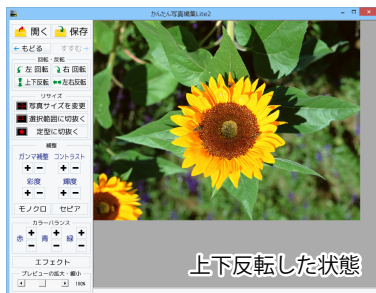 かんたん写真編集Lite2
開く 保存
もどる すすむ
回転・反転
左回転 右回転
上下反転 左右反転
リサイズ
写真サイズを変更
選択範囲に切抜く
定型に切抜く
補整
ガンマ補整 コントラスト
+ - + -
彩度 輝度
+ - + -
モノクロ セピア
カラーバランス
赤 + - 青 + - 緑 + -
エフェクト
プレビューの拡大・縮小
100%
上下反転した状態